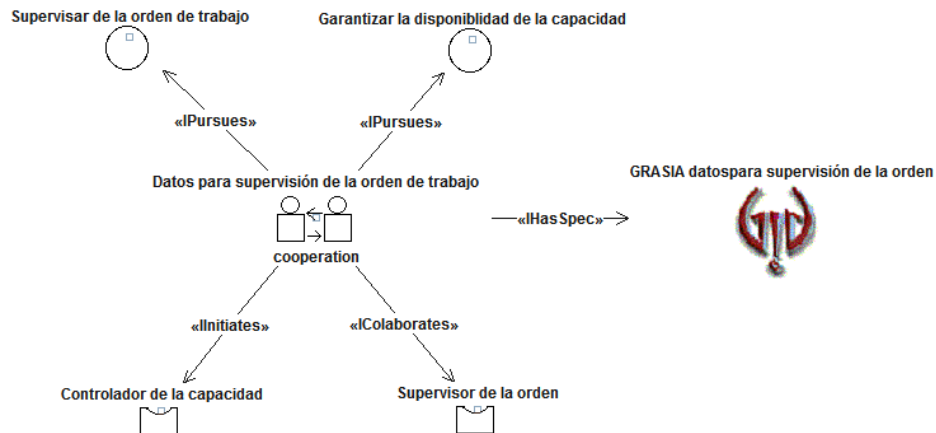 Supervisar de la orden de trabajo
Garantizar la disponiblidad de la capacidad
«IPursues»
«IPursues»
Datos para supervisión de la orden de trabajo
GRASIA datospara supervisión de la orden
«IHasSpec»
cooperation
«IInitiates»
«IColaborates»
Controlador de la capacidad
Supervisor de la orden